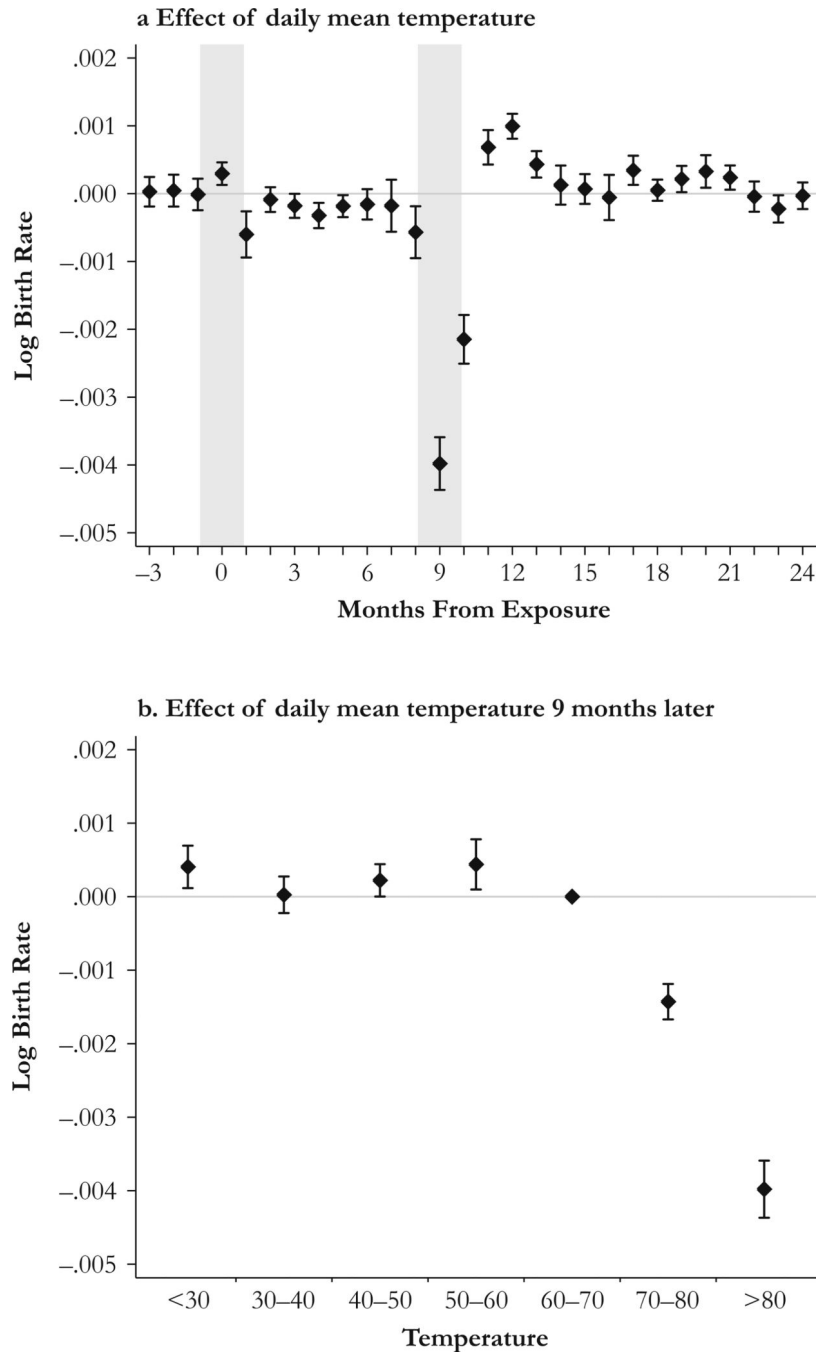 a Effect of daily mean temperature
.002
.001
.000
–.001
–.002
–.003
–.004
–.005
Log Birth Rate
–3 0 3 6 9 12 15 18 21 24
Months From Exposure
b. Effect of daily mean temperature 9 months later
.002
.001
.000
–.001
–.002
–.003
–.004
–.005
Log Birth Rate
<30 30–40 40–50 50–60 60–70 70–80 >80
Temperature